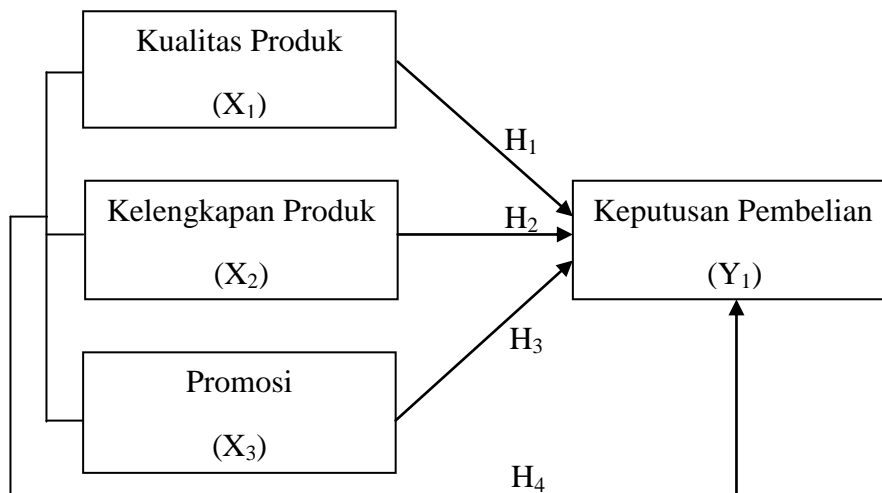 Kualitas Produk
(X₁)
H₁
Kelengkapan Produk
(X₂)
H₂
Keputusan Pembelian
(Y₁)
H₃
Promosi
(X₃)
H₄